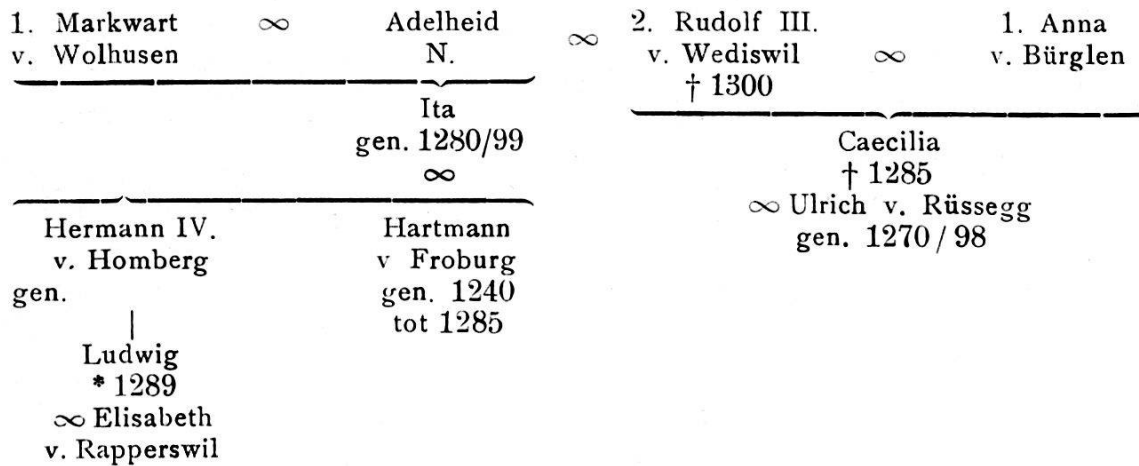 1. Markwart ∞ Adelheid ∞ 2. Rudolf III. 1. Anna
v. Wolhusen N. v. Wediswil ∞ v. Bürglen
† 1300
Ita
gen. 1280/99
∞
Caecilia
† 1285
∞ Ulrich v. Rüssegg
gen. 1270/98
Hermann IV. Hartmann
v. Homberg v Froburg
gen. gen. 1240
tot 1285
Ludwig
* 1289
∞ Elisabeth
v. Rapperswil